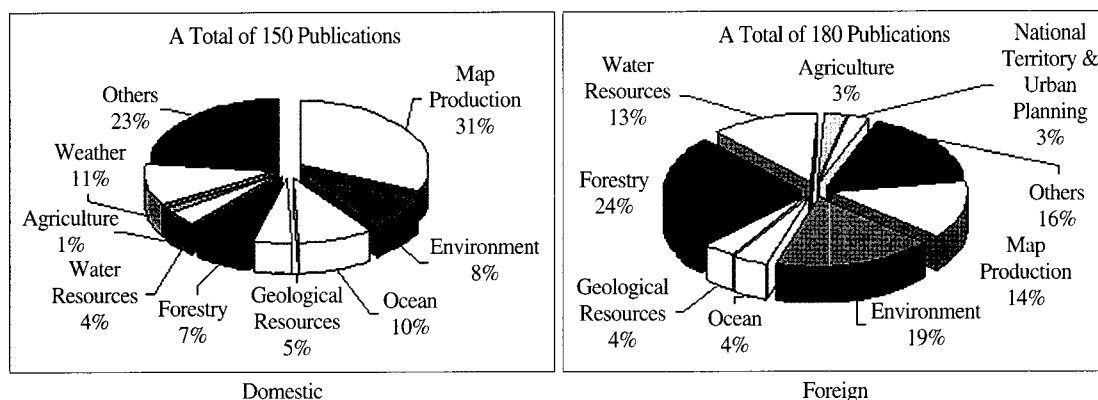 A Total of 150 Publications
Map
Production
31%
Environment
8%
Ocean
10%
Geological
Resources
5%
Forestry
7%
Water
Resources
4%
Agriculture
1%
Weather
11%
Others
23%
Domestic
A Total of 180 Publications
National
Territory &
Urban
Planning
3%
Others
16%
Map
Production
14%
Environment
19%
Ocean
4%
Geological
Resources
4%
Forestry
24%
Water
Resources
13%
Agriculture
3%
Foreign